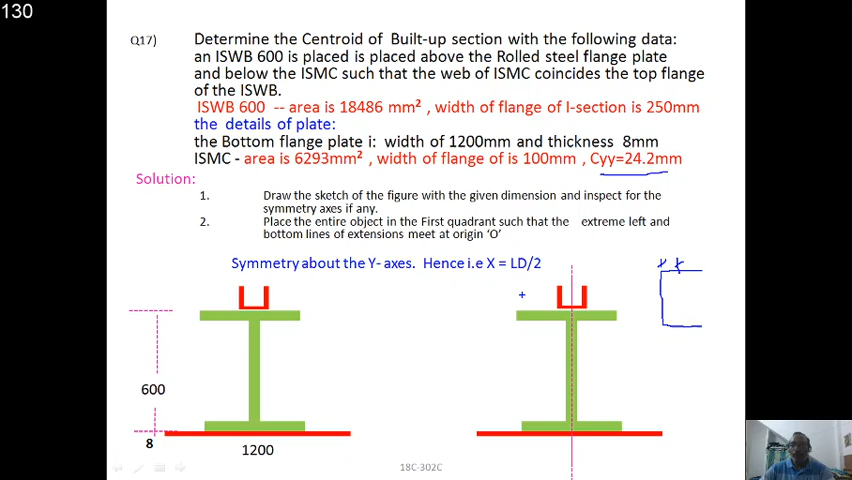 130
Q17)
Determine the Centroid of Built-up section with the following data:
an ISWB 600 is placed is placed above the Rolled steel flange plate
and below the ISMC such that the web of ISMC coincides the top flange
of the ISWB.
ISWB 600 -- area is 18486 mm², width of flange of I-section is 250mm
the details of plate:
the Bottom flange plate i: width of 1200mm and thickness 8mm
ISMC - area is 6293mm², width of flange of is 100mm , Cyy=24.2mm
Solution:
1. Draw the sketch of the figure with the given dimension and inspect for the
symmetry axes if any.
2. Place the entire object in the First quadrant such that the extreme left and
bottom lines of extensions meet at origin ‘O’
Symmetry about the Y- axes. Hence i.e X = LD/2
+
600
8
1200
18C-302C